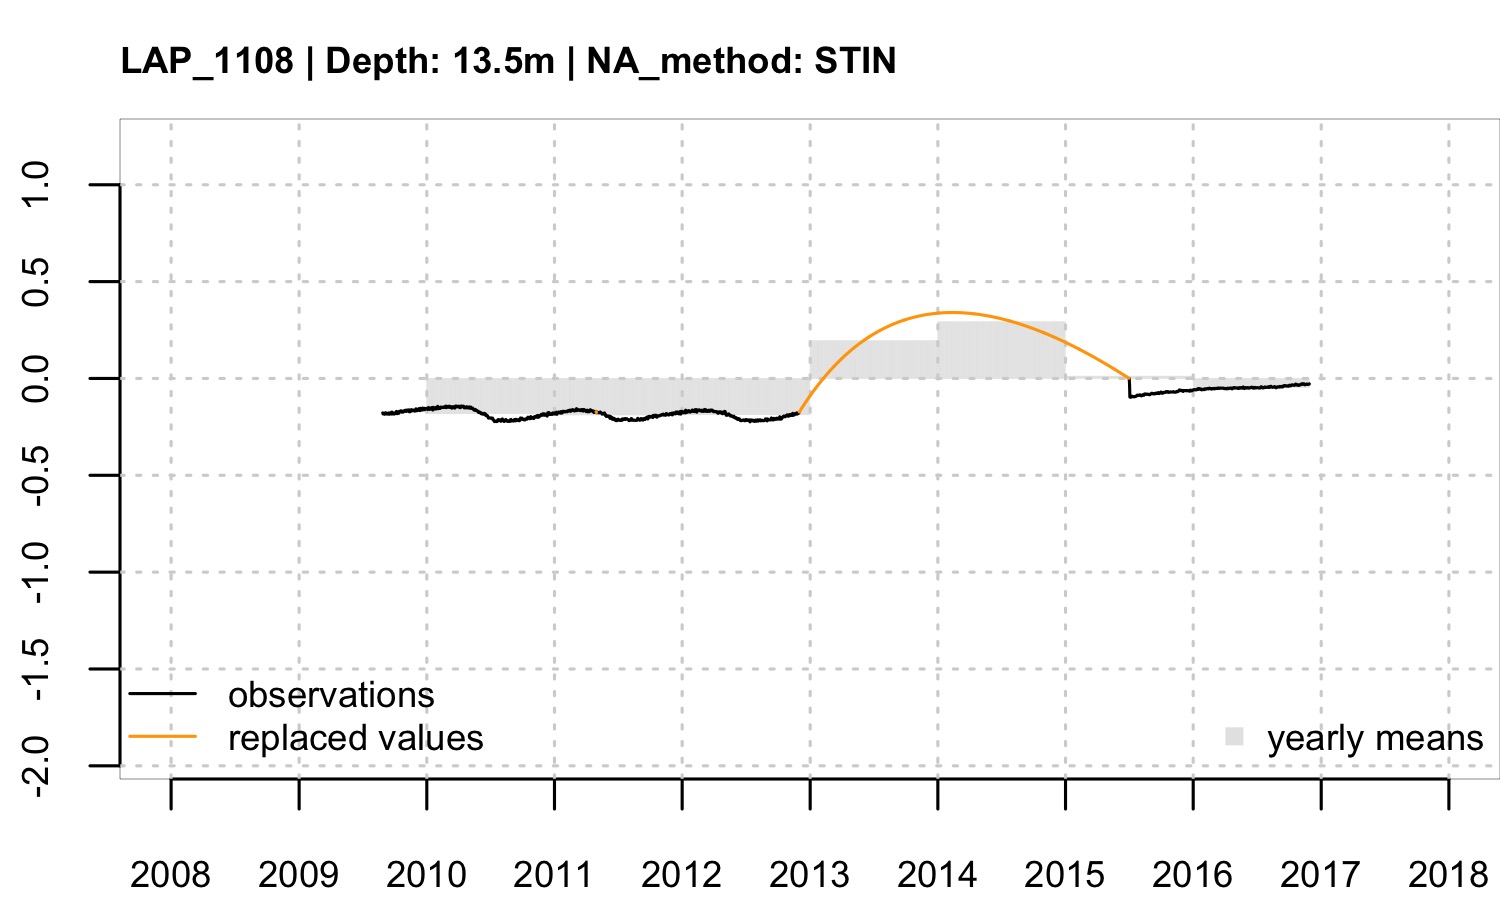 LAP_1108 | Depth: 13.5m | NA_method: STIN
1.0
0.5
0.0
-0.5
-1.0
-1.5
-2.0
observations
replaced values
yearly means
2008 2009 2010 2011 2012 2013 2014 2015 2016 2017 2018